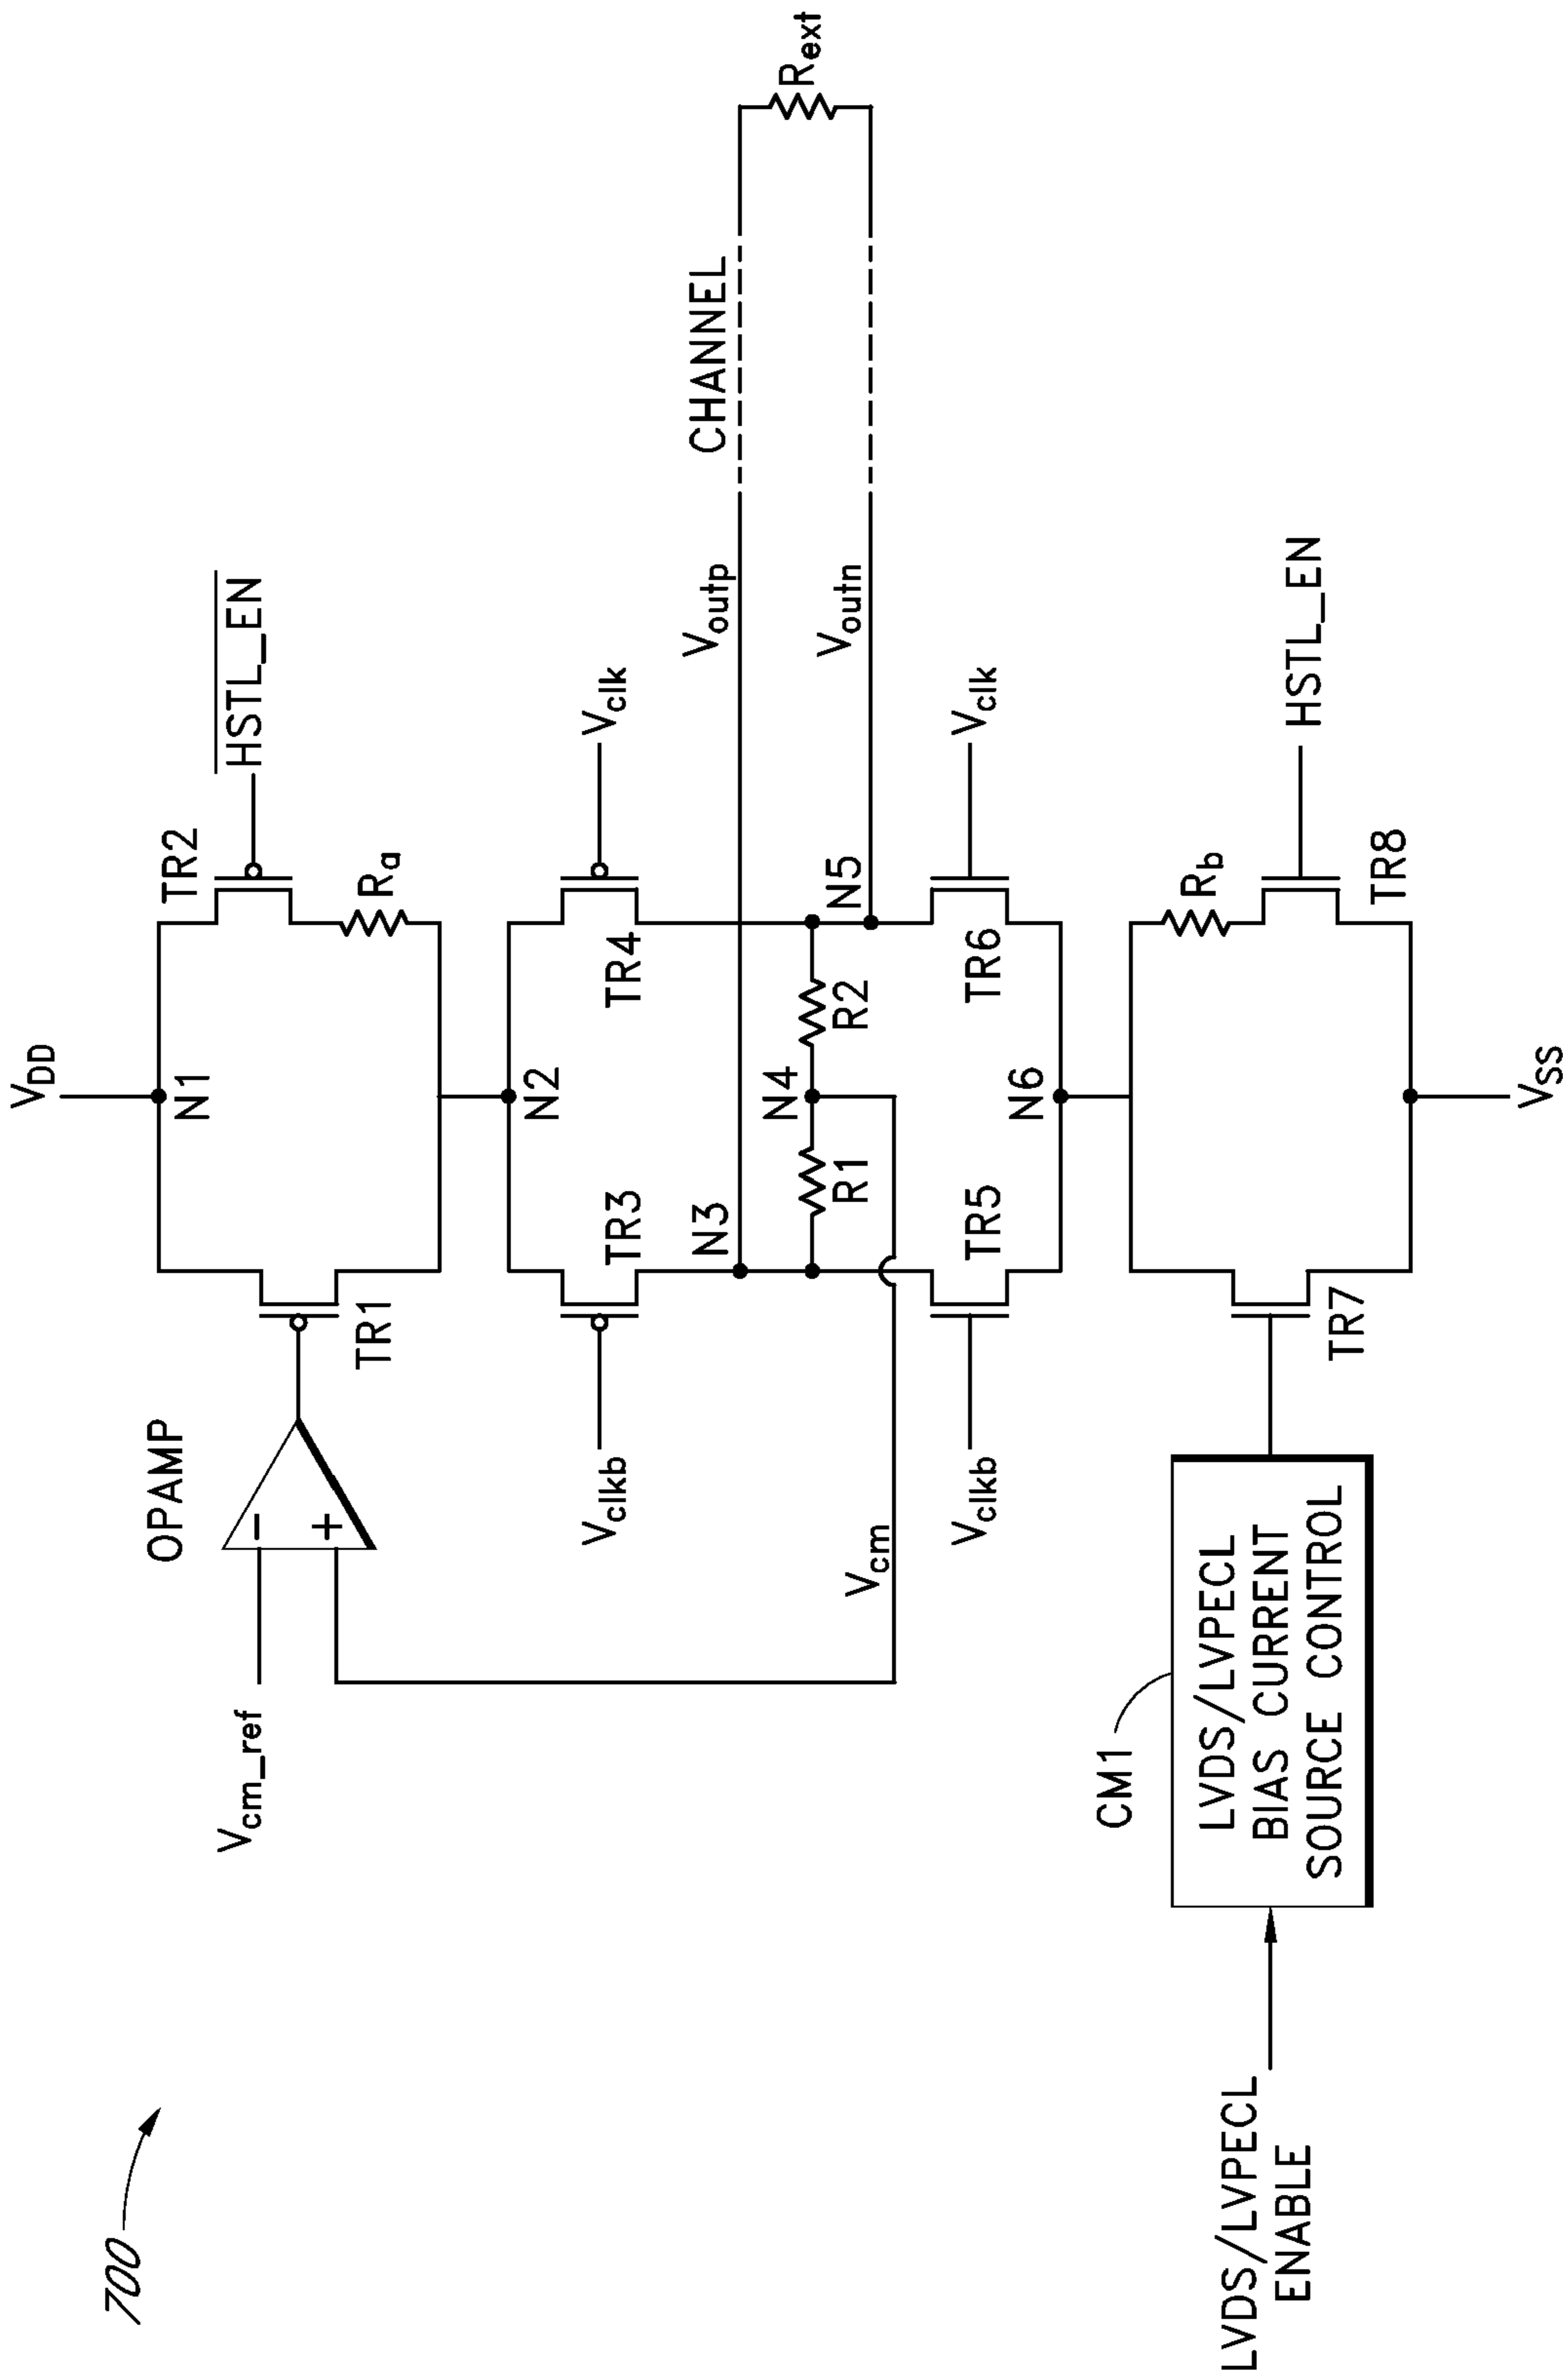 700
V_DD
N1
TR2
H̅S̅T̅L̅_̅E̅N̅
OPAMP
−
+
TR1
R_a
V_cm_ref
N2
TR3
TR4
V_clkb
V_clk
N3
V_outp
CHANNEL
R_ext
N4
N5
R1
R2
V_outn
V_cm
V_clkb
TR5
N6
TR6
V_clk
CM1
LVDS/LVPECL
BIAS CURRENT
SOURCE CONTROL
LVDS/LVPECL
ENABLE
TR7
R_b
TR8
HSTL_EN
V_SS